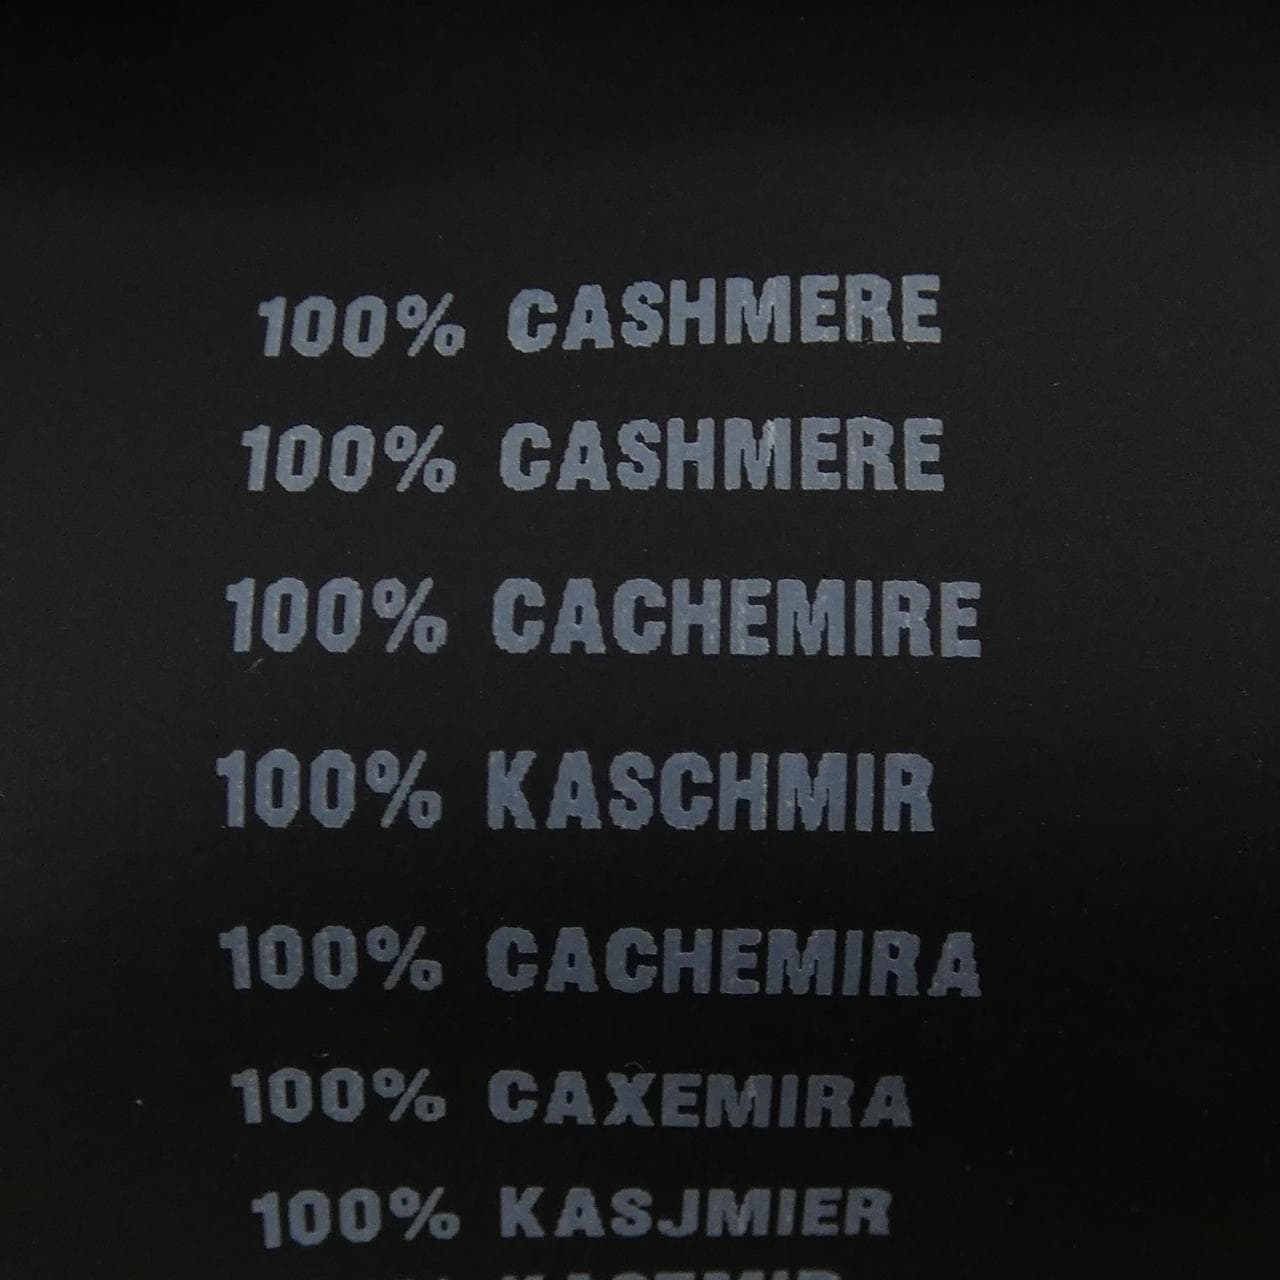 100% CASHMERE
100% CASHMERE
100% CACHEMIRE
100% KASCHMIR
100% CACHEMIRA
100% CAXEMIRA
100% KASJMIER